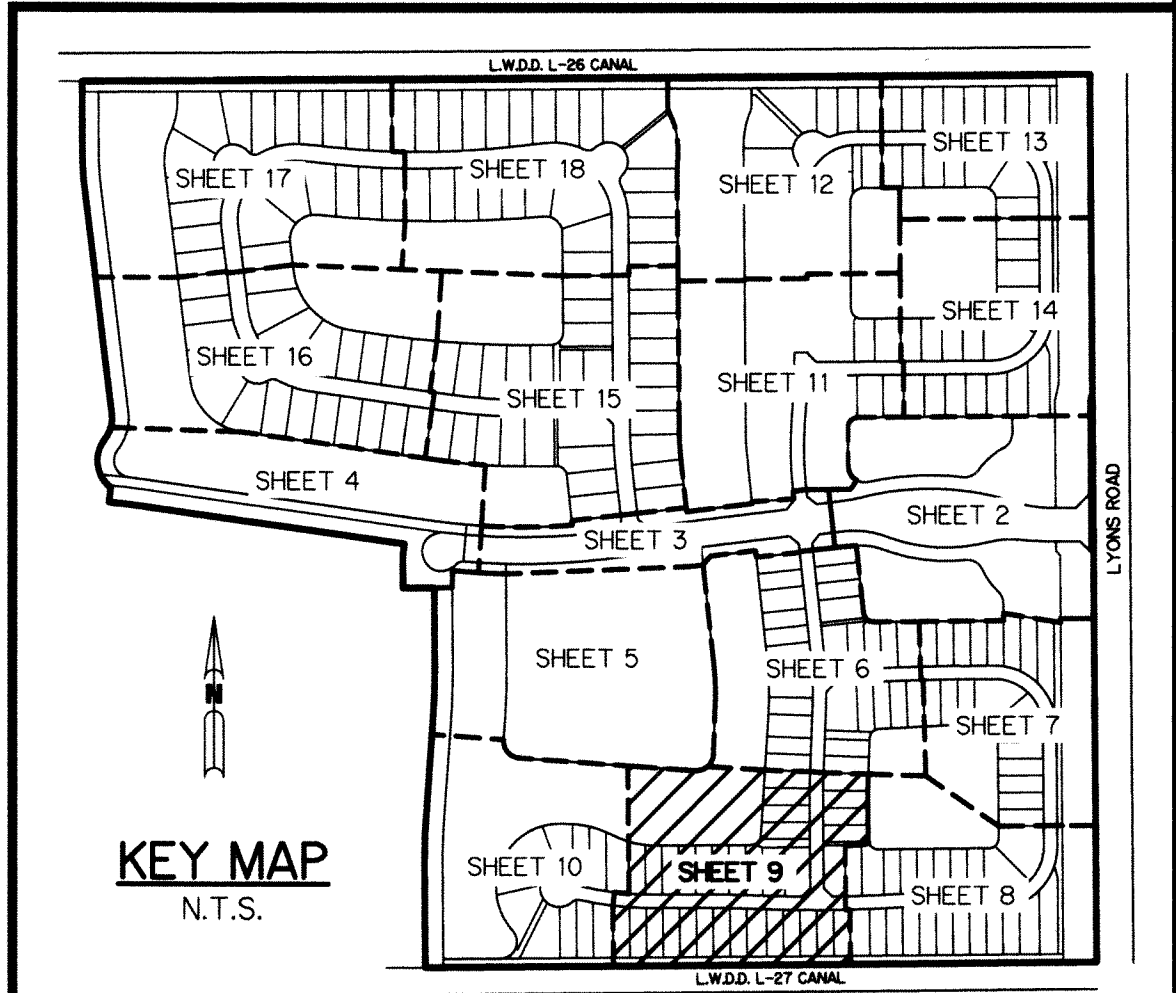 L.W.D.D. L-26 CANAL
SHEET 13
SHEET 17
SHEET 18
SHEET 12
SHEET 14
SHEET 16
SHEET 11
SHEET 15
SHEET 4
SHEET 2
SHEET 3
LYONS ROAD
SHEET 5
SHEET 6
N
SHEET 7
KEY MAP
N.T.S.
SHEET 10
SHEET 9
SHEET 8
L.W.D.D. L-27 CANAL